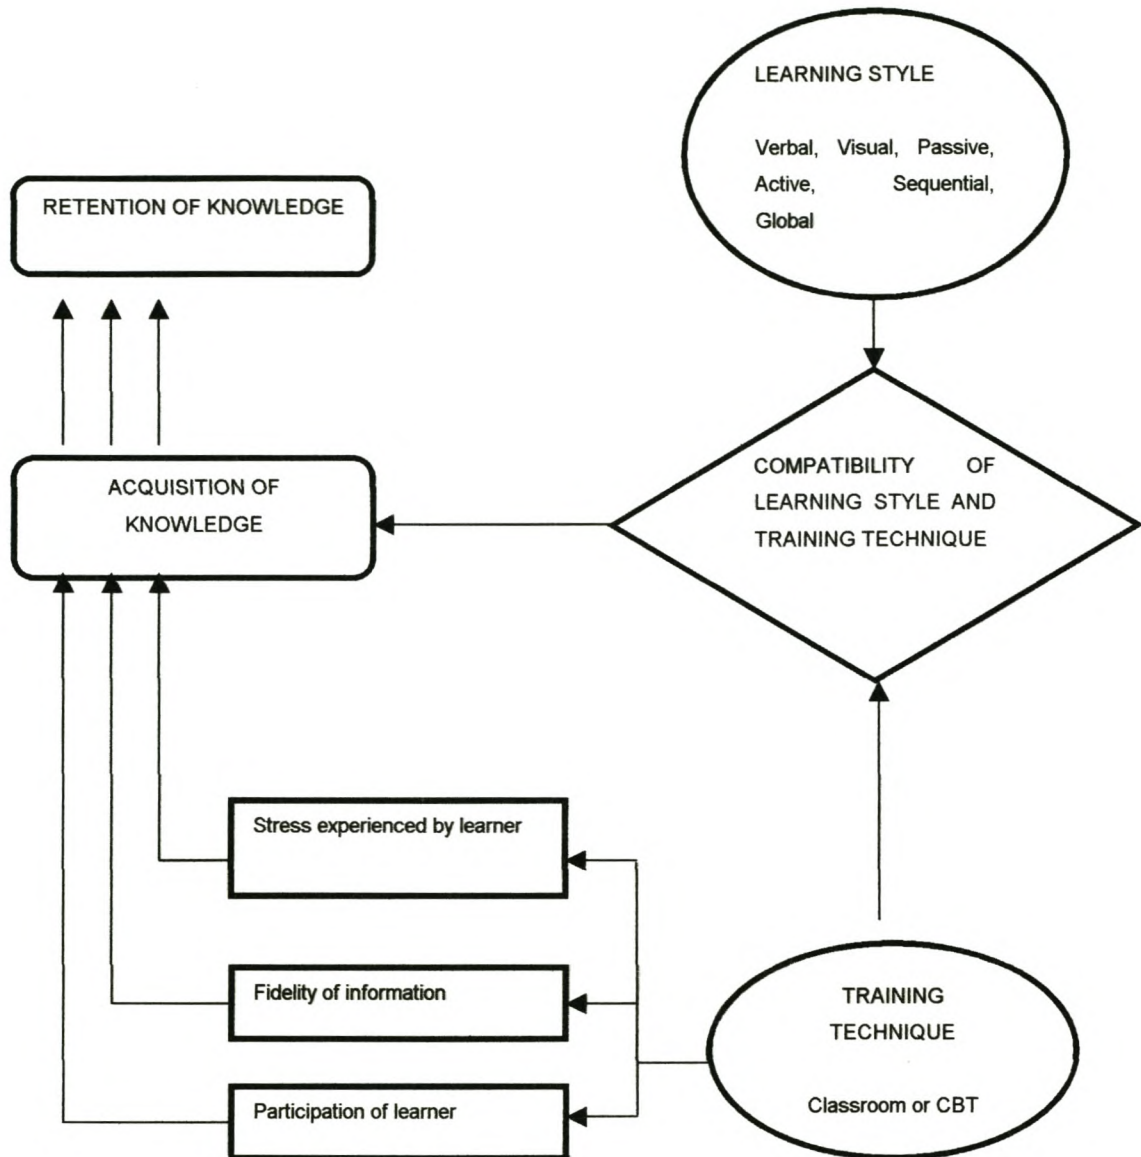 LEARNING STYLE
Verbal, Visual, Passive,
Active, Sequential,
Global
RETENTION OF KNOWLEDGE
ACQUISITION OF
KNOWLEDGE
COMPATIBILITY OF
LEARNING STYLE AND
TRAINING TECHNIQUE
Stress experienced by learner
Fidelity of information
Participation of learner
TRAINING
TECHNIQUE
Classroom or CBT